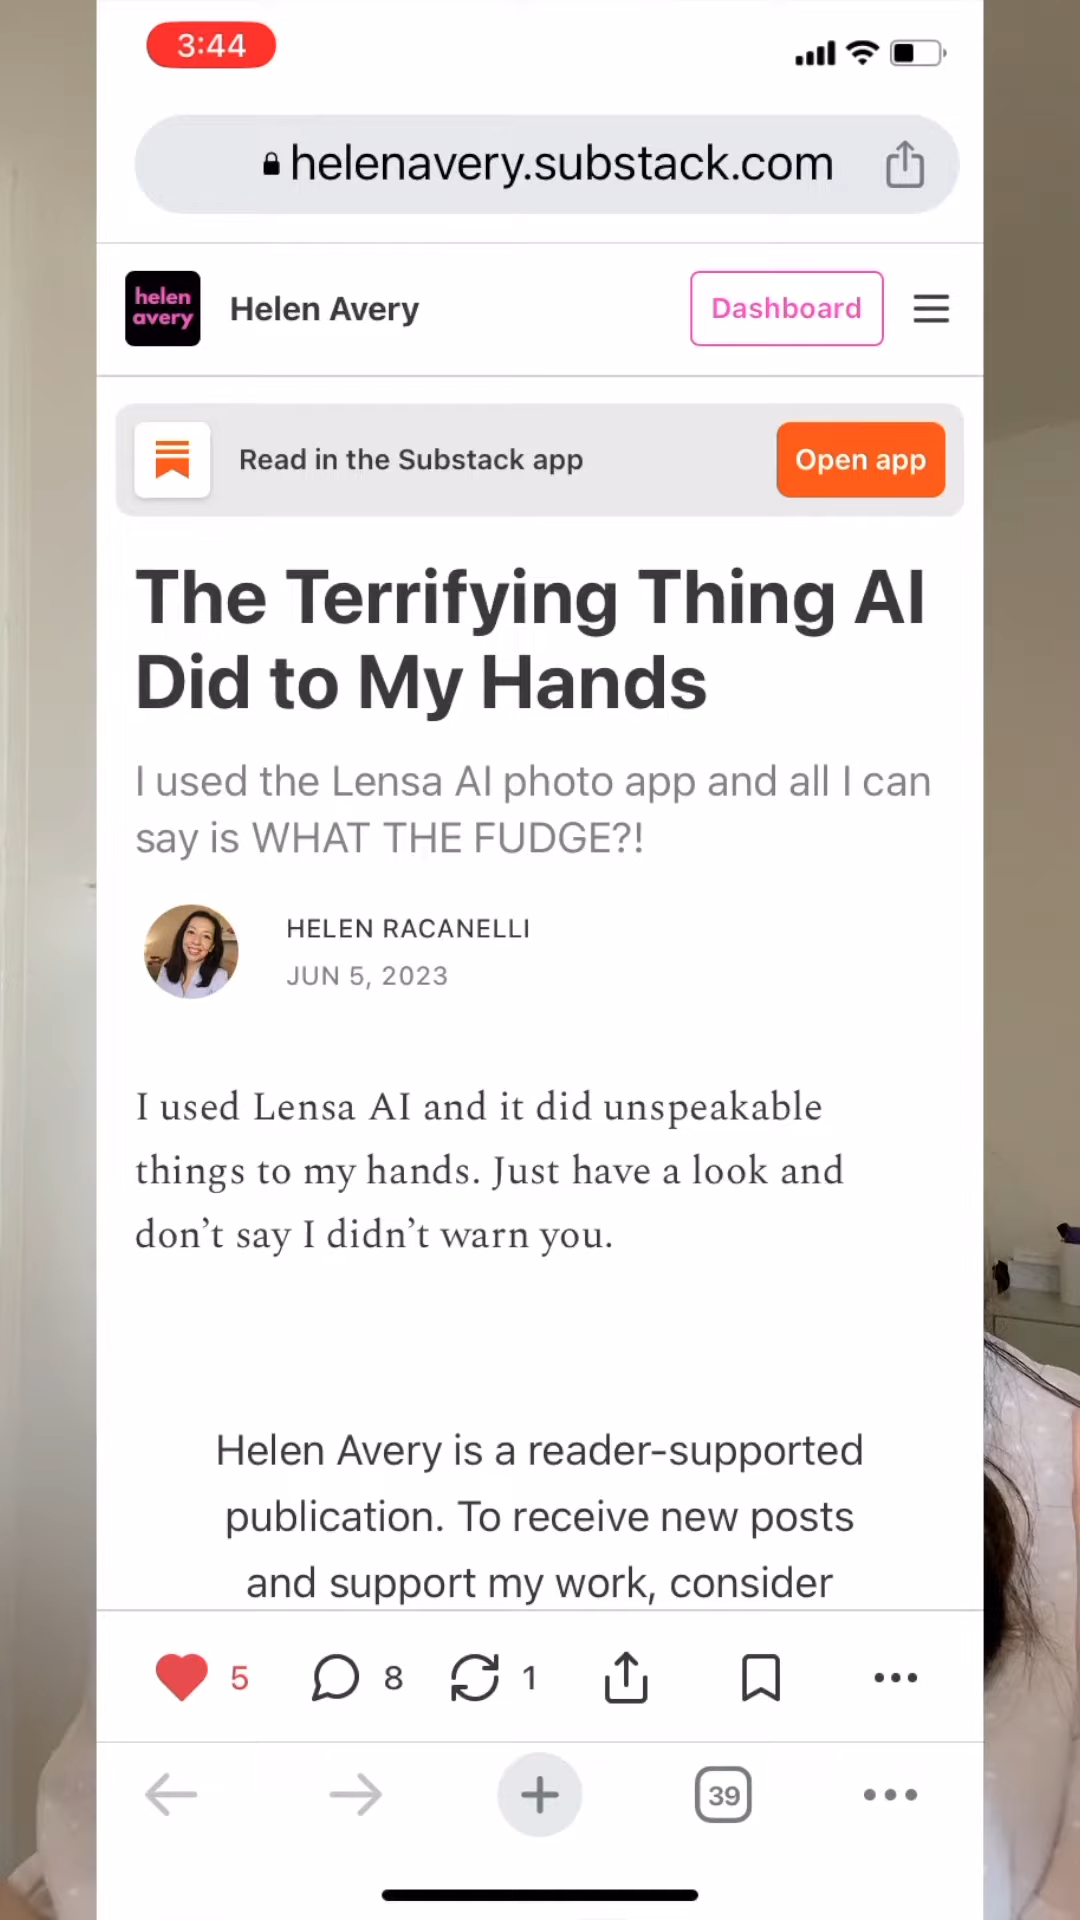 3:44
helenavery.substack.com
helen
avery
Helen Avery
Dashboard
Read in the Substack app
Open app
The Terrifying Thing AI
Did to My Hands
I used the Lensa AI photo app and all I can
say is WHAT THE FUDGE?!
HELEN RACANELLI
JUN 5, 2023
I used Lensa AI and it did unspeakable
things to my hands. Just have a look and
don’t say I didn’t warn you.
Helen Avery is a reader-supported
publication. To receive new posts
and support my work, consider
5
8
1
39